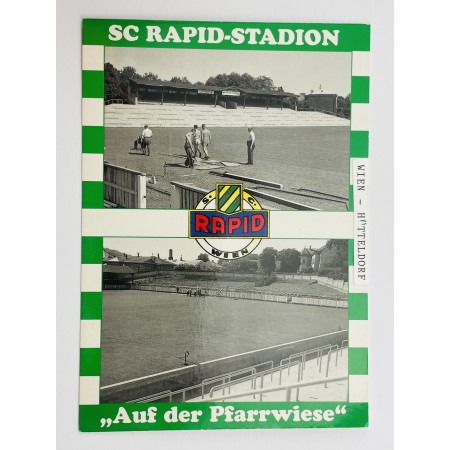 SC RAPID-STADION
S. C.
RAPID
WIEN
WIEN - HÜTTELDORF
„Auf der Pfarrwiese“